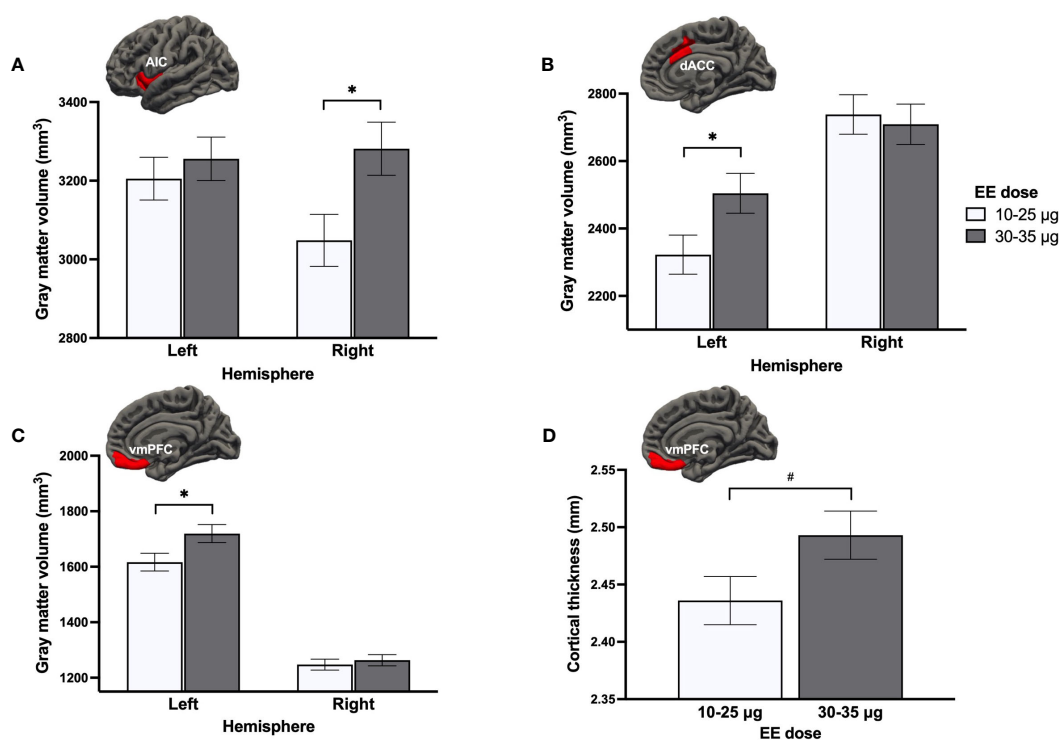 A
AIC
Gray matter volume (mm³)
3400
3200
3000
2800
*
Left
Right
Hemisphere
B
dACC
Gray matter volume (mm³)
2800
2600
2400
2200
*
Left
Right
Hemisphere
EE dose
10-25 µg
30-35 µg
C
vmPFC
Gray matter volume (mm³)
2000
1800
1600
1400
1200
*
Left
Right
Hemisphere
D
vmPFC
Cortical thickness (mm)
2.55
2.50
2.45
2.40
2.35
#
10-25 µg
30-35 µg
EE dose